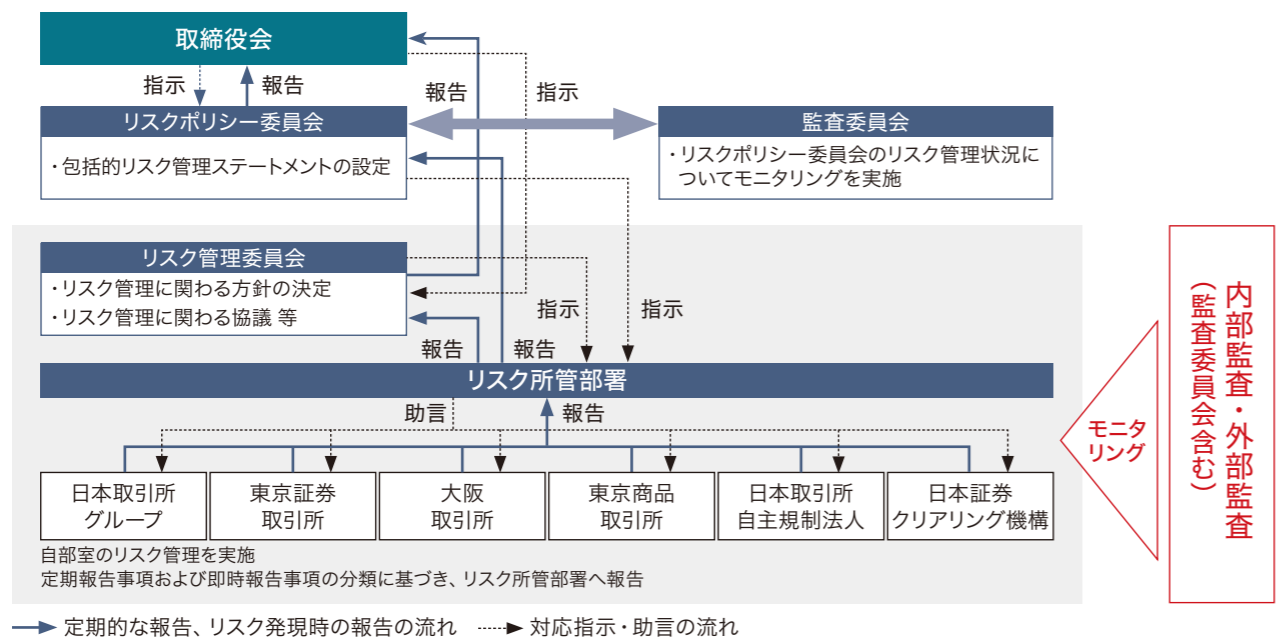 取締役会
指示
報告
報告
指示
リスクポリシー委員会
・包括的リスク管理ステートメントの設定
監査委員会
・リスクポリシー委員会のリスク管理状況に
ついてモニタリングを実施
リスク管理委員会
・リスク管理に関わる方針の決定
・リスク管理に関わる協議 等
指示
指示
報告
報告
リスク所管部署
助言
報告
日本取引所
グループ
東京証券
取引所
大阪
取引所
東京商品
取引所
日本取引所
自主規制法人
日本証券
クリアリング機構
自部室のリスク管理を実施
定期報告事項および即時報告事項の分類に基づき、リスク所管部署へ報告
モニタ
リング
内部監査・外部監査
（監査委員会含む）
定期的な報告、リスク発現時の報告の流れ
対応指示・助言の流れ